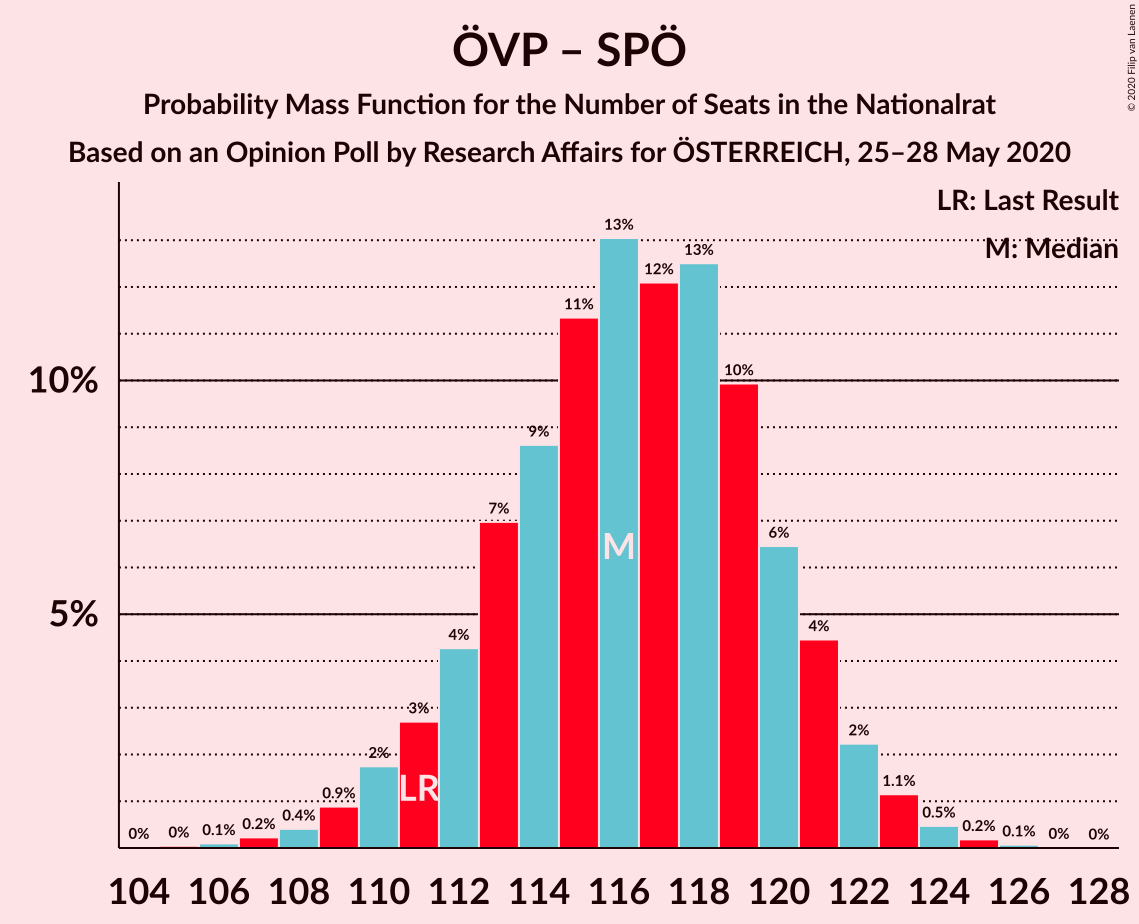 ÖVP – SPÖ
Probability Mass Function for the Number of Seats in the Nationalrat
Based on an Opinion Poll by Research Affairs for ÖSTERREICH, 25–28 May 2020
© 2020 Filip van Laenen
LR: Last Result
M: Median
10%
5%
0% 0% 0.1% 0.2% 0.4% 0.9% 2% 3% 4% 7% 9% 11% 13% 12% 13% 10% 6% 4% 2% 1.1% 0.5% 0.2% 0.1% 0% 0%
M
LR
104 106 108 110 112 114 116 118 120 122 124 126 128